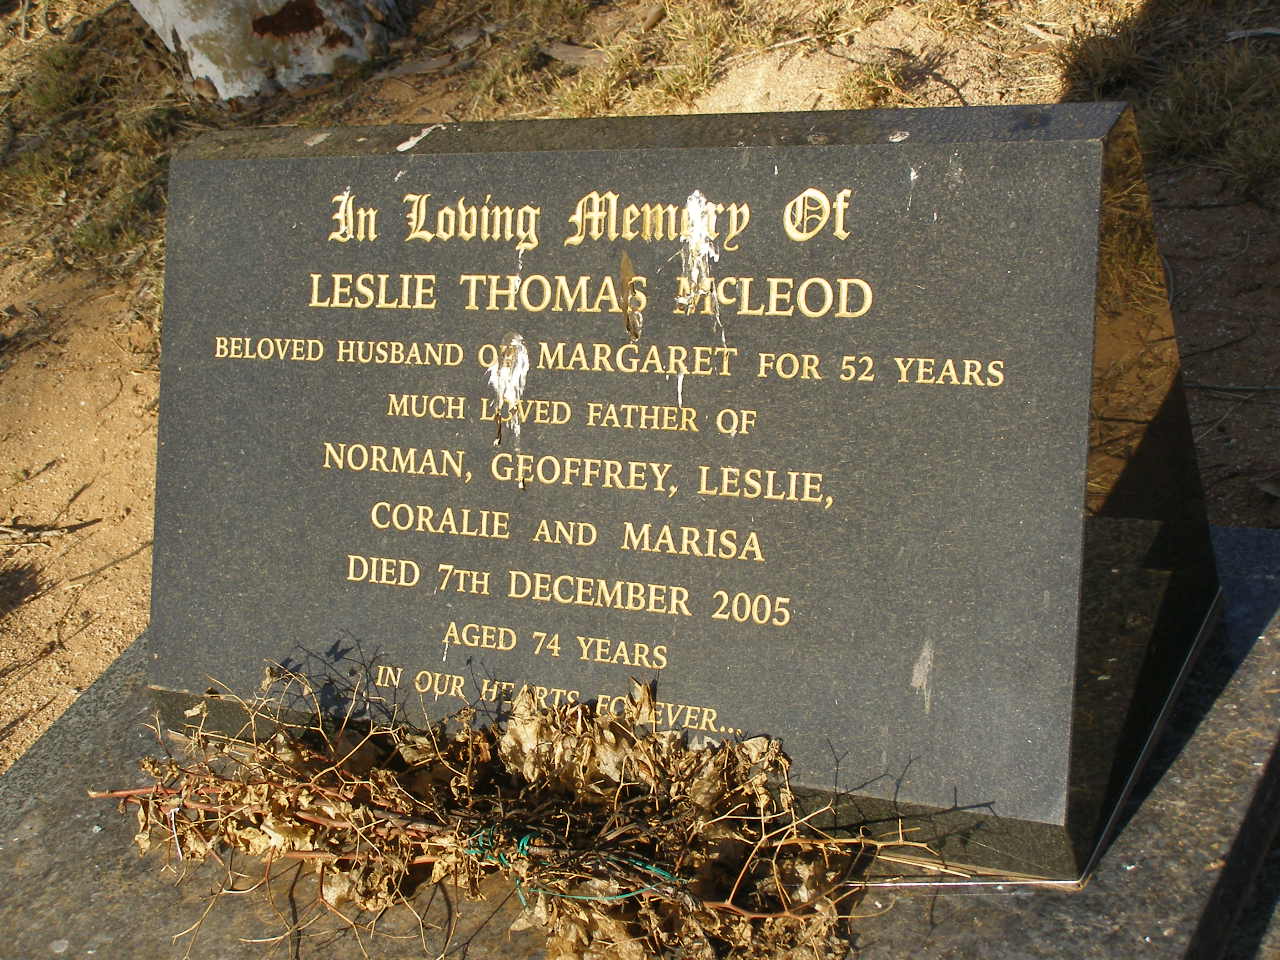 In Loving Memory Of
LESLIE THOMAS McLEOD
BELOVED HUSBAND OF MARGARET FOR 52 YEARS
MUCH LOVED FATHER OF
NORMAN, GEOFFREY, LESLIE,
CORALIE AND MARISA
DIED 7TH DECEMBER 2005
AGED 74 YEARS
IN OUR HEARTS FOREVER...